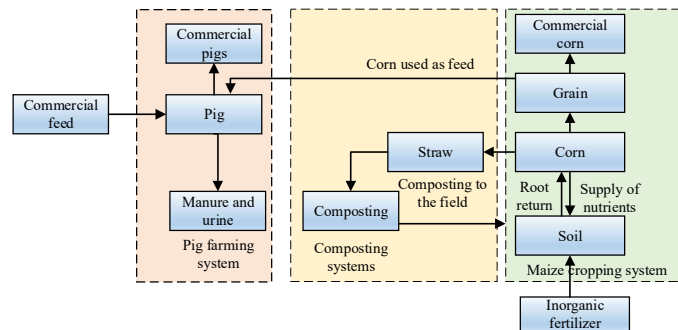 Commercial
pigs
Commercial
corn
Corn used as feed
Commercial
feed
Pig
Grain
Straw
Corn
Composting to
the field
Root
return
Supply of
nutrients
Manure and
urine
Composting
Soil
Pig farming
system
Composting
systems
Maize cropping system
Inorganic
fertilizer